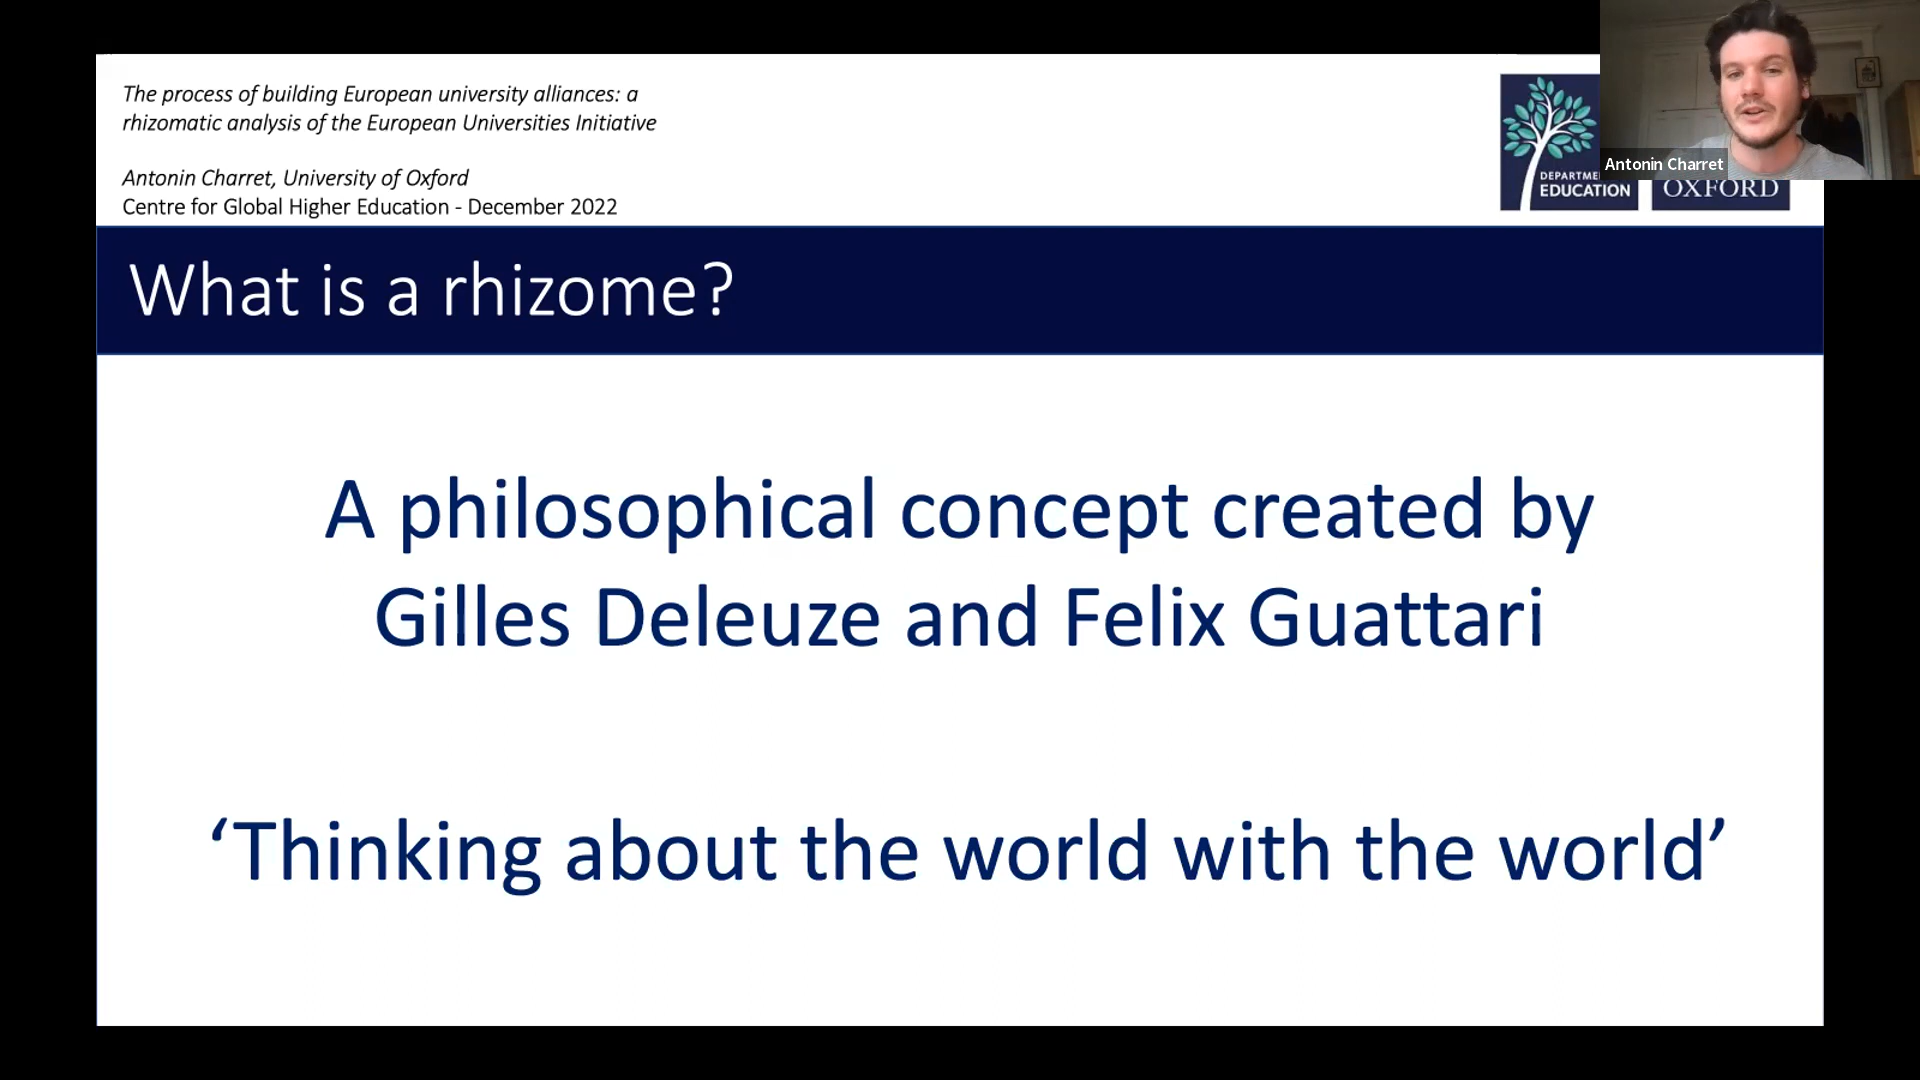 The process of building European university alliances: a
rhizomatic analysis of the European Universities Initiative
Antonin Charret, University of Oxford
Centre for Global Higher Education - December 2022
EDUCATION
OXFORD
Antonin Charret
What is a rhizome?
A philosophical concept created by
Gilles Deleuze and Felix Guattari
‘Thinking about the world with the world’